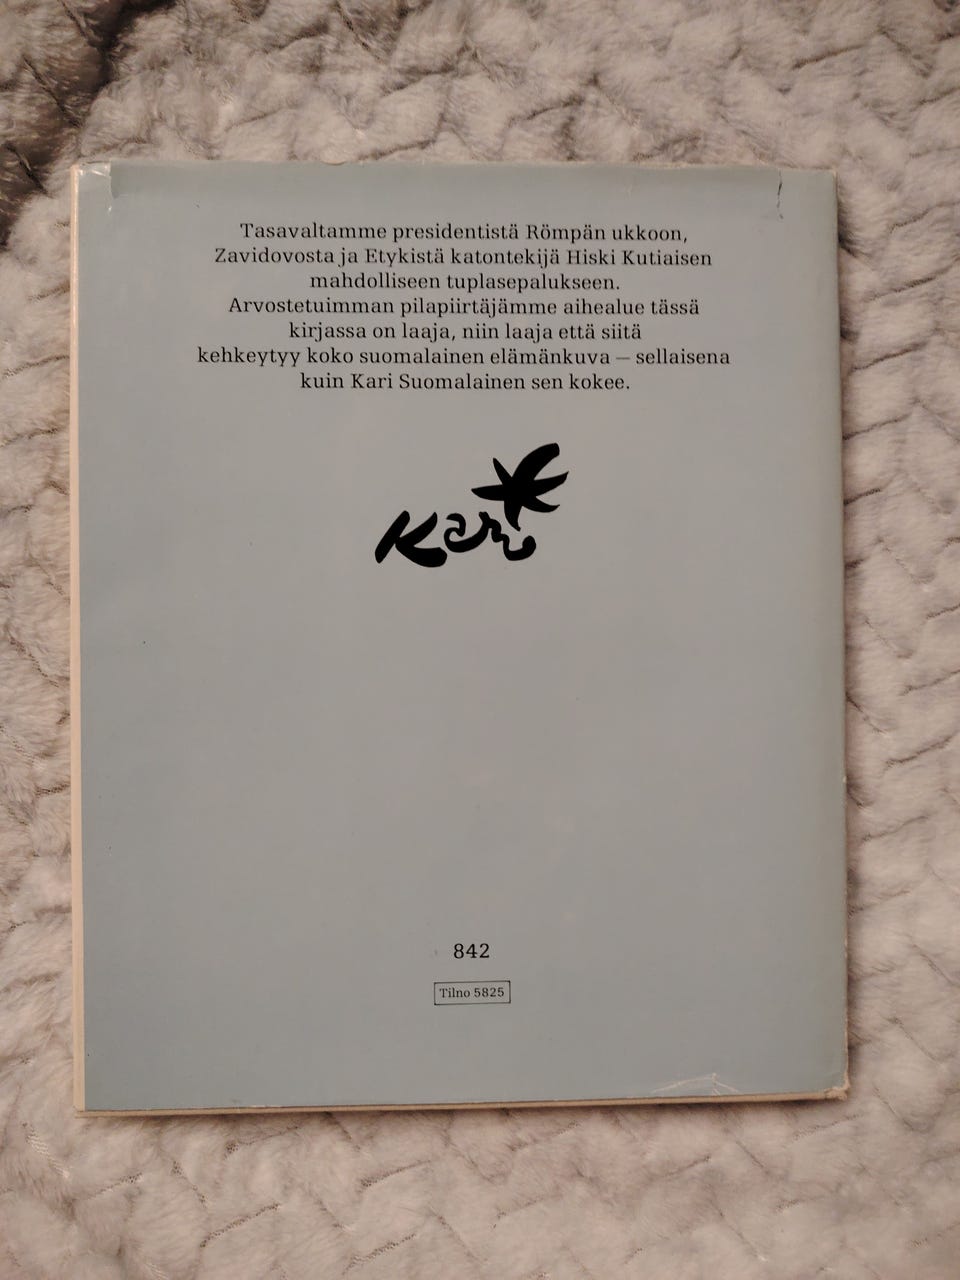 Tasavaltamme presidentistä Römpän ukkoon,
Zavidovosta ja Etykistä katontekijä Hiski Kutiaisen
mahdolliseen tuplasepalukseen.
Arvostetuimman pilapiirtäjämme aihealue tässä
kirjassa on laaja, niin laaja että siitä
kehkeytyy koko suomalainen elämänkuva — sellaisena
kuin Kari Suomalainen sen kokee.
Kari
842
Tilno 5825